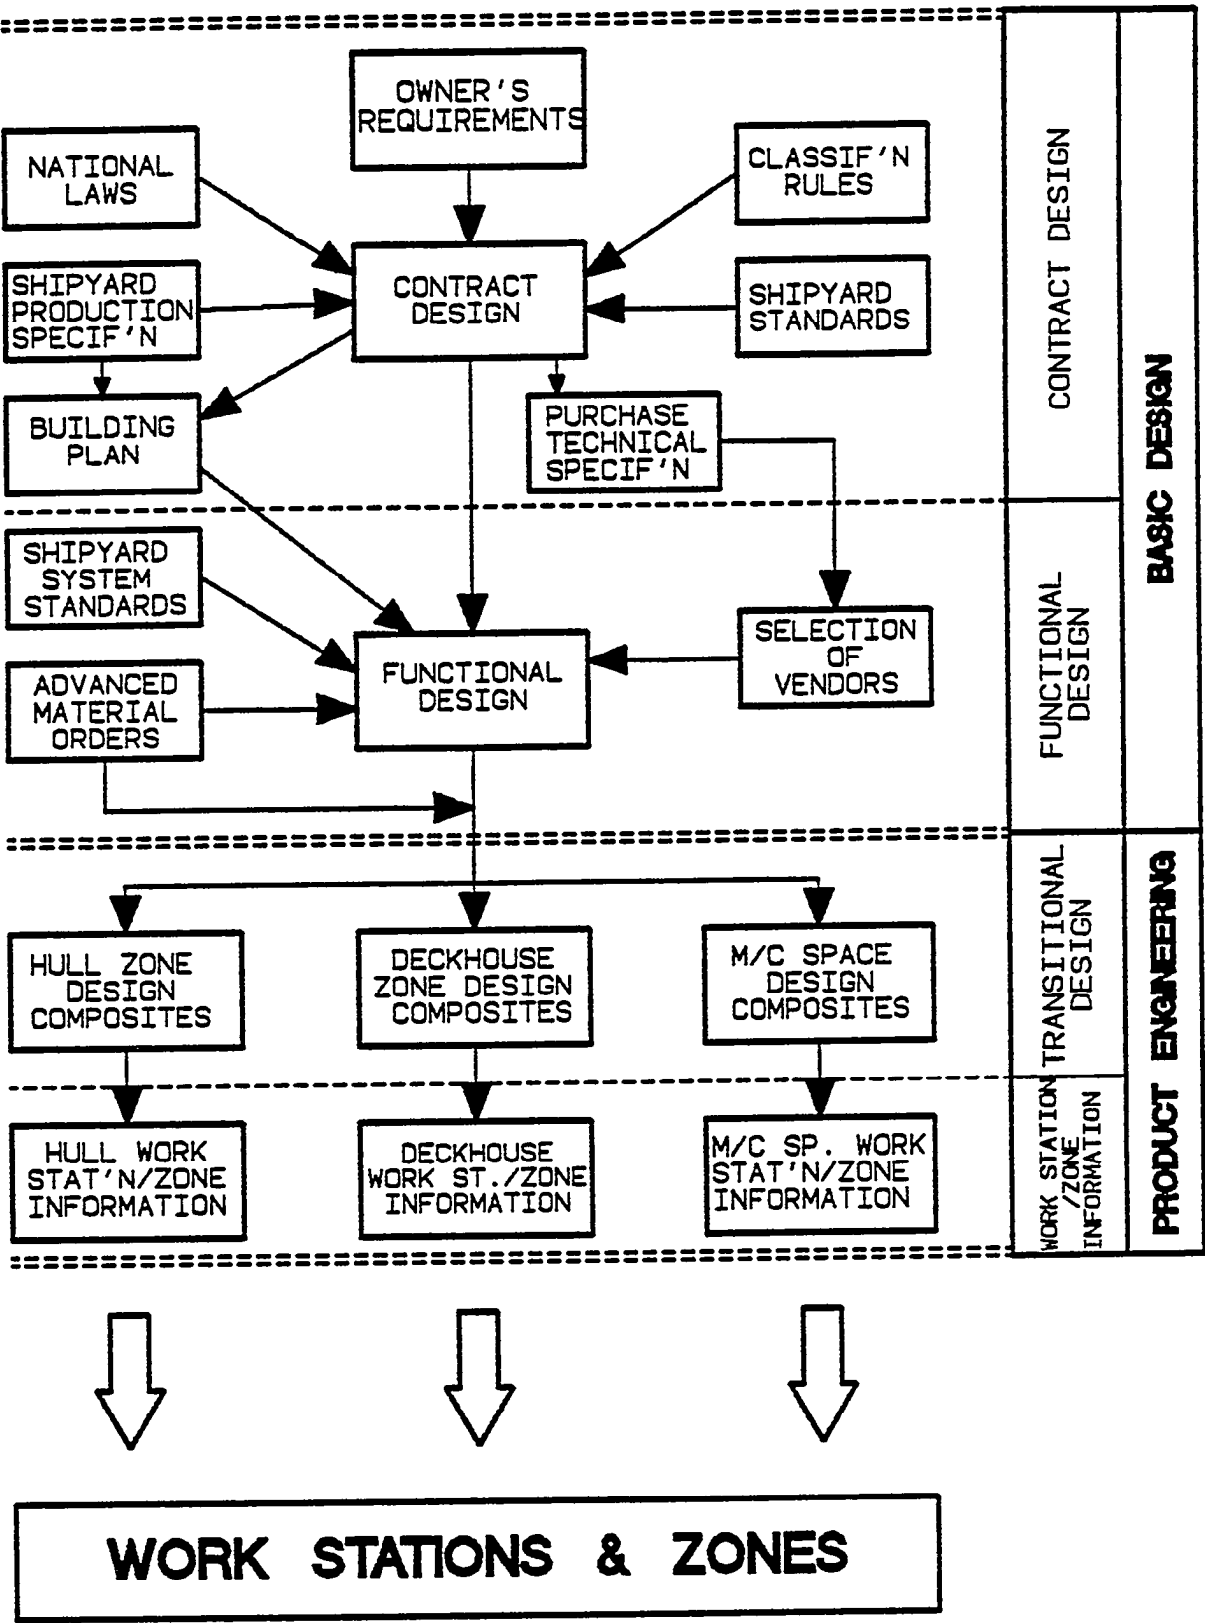 OWNER'S
REQUIREMENTS
NATIONAL
LAWS
CLASSIF'N
RULES
SHIPYARD
PRODUCTION
SPECIF'N
CONTRACT
DESIGN
SHIPYARD
STANDARDS
BUILDING
PLAN
PURCHASE
TECHNICAL
SPECIF'N
CONTRACT DESIGN
BASIC DESIGN
SHIPYARD
SYSTEM
STANDARDS
SELECTION
OF
VENDORS
FUNCTIONAL
DESIGN
ADVANCED
MATERIAL
ORDERS
FUNCTIONAL
DESIGN
HULL ZONE
DESIGN
COMPOSITES
DECKHOUSE
ZONE DESIGN
COMPOSITES
M/C SPACE
DESIGN
COMPOSITES
TRANSITIONAL
DESIGN
PRODUCT ENGINEERING
HULL WORK
STAT'N/ZONE
INFORMATION
DECKHOUSE
WORK ST./ZONE
INFORMATION
M/C SP. WORK
STAT'N/ZONE
INFORMATION
WORK STATION
/ZONE
INFORMATION
WORK STATIONS & ZONES